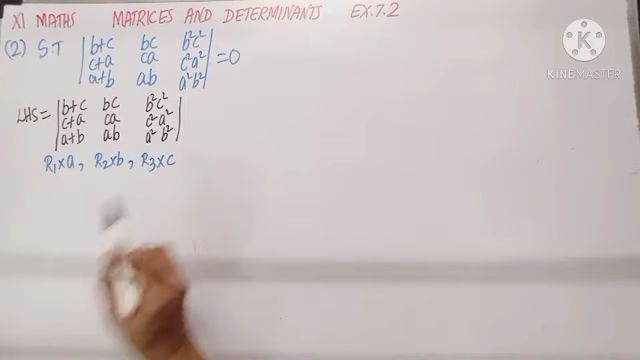 XI MATHS MATRICES AND DETERMINANTS EX.7.2
(2) S.T | b+c bc b²c² |
| c+a ca c²a² | = 0
| a+b ab a²b² |
LHS = | b+c bc b²c² |
| c+a ca c²a² |
| a+b ab a²b² |
R₁×a, R₂×b, R₃×c
KINEMASTER